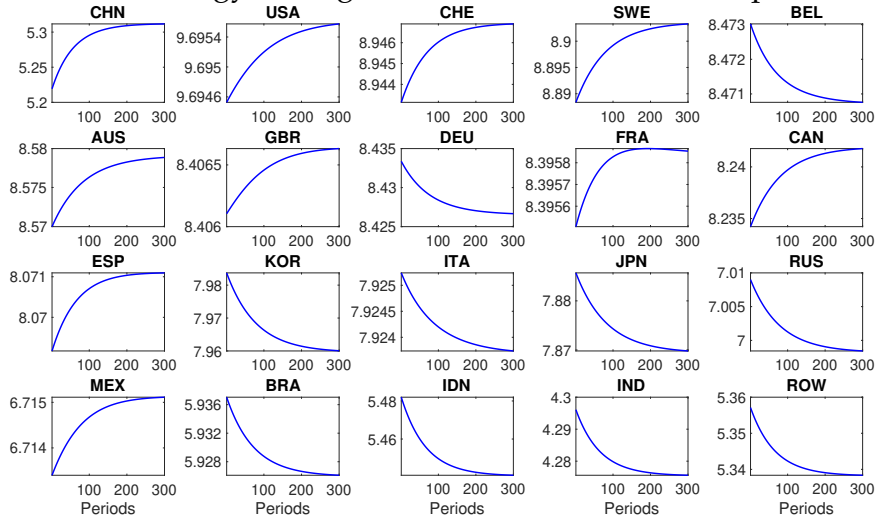 CHN USA CHE SWE BEL
5.3 9.6954 8.946 8.9 8.473
5.25 9.695 8.945 8.895 8.472
5.2 9.6946 8.944 8.89 8.471
100 200 300 100 200 300 100 200 300 100 200 300 100 200 300
AUS GBR DEU FRA CAN
8.58 8.4065 8.435 8.3958 8.24
8.575 8.406 8.43 8.3957 8.235
8.57 8.425 8.3956
100 200 300 100 200 300 100 200 300 100 200 300 100 200 300
ESP KOR ITA JPN RUS
8.071 7.98 7.925 7.88 7.01
8.07 7.97 7.9245 7.87 7.005
7.96 7.924 7
100 200 300 100 200 300 100 200 300 100 200 300 100 200 300
MEX BRA IDN IND ROW
6.715 5.936 5.48 4.3 5.36
6.714 5.932 5.46 4.29 5.35
5.928 4.28 5.34
100 200 300 100 200 300 100 200 300 100 200 300 100 200 300
Periods Periods Periods Periods Periods